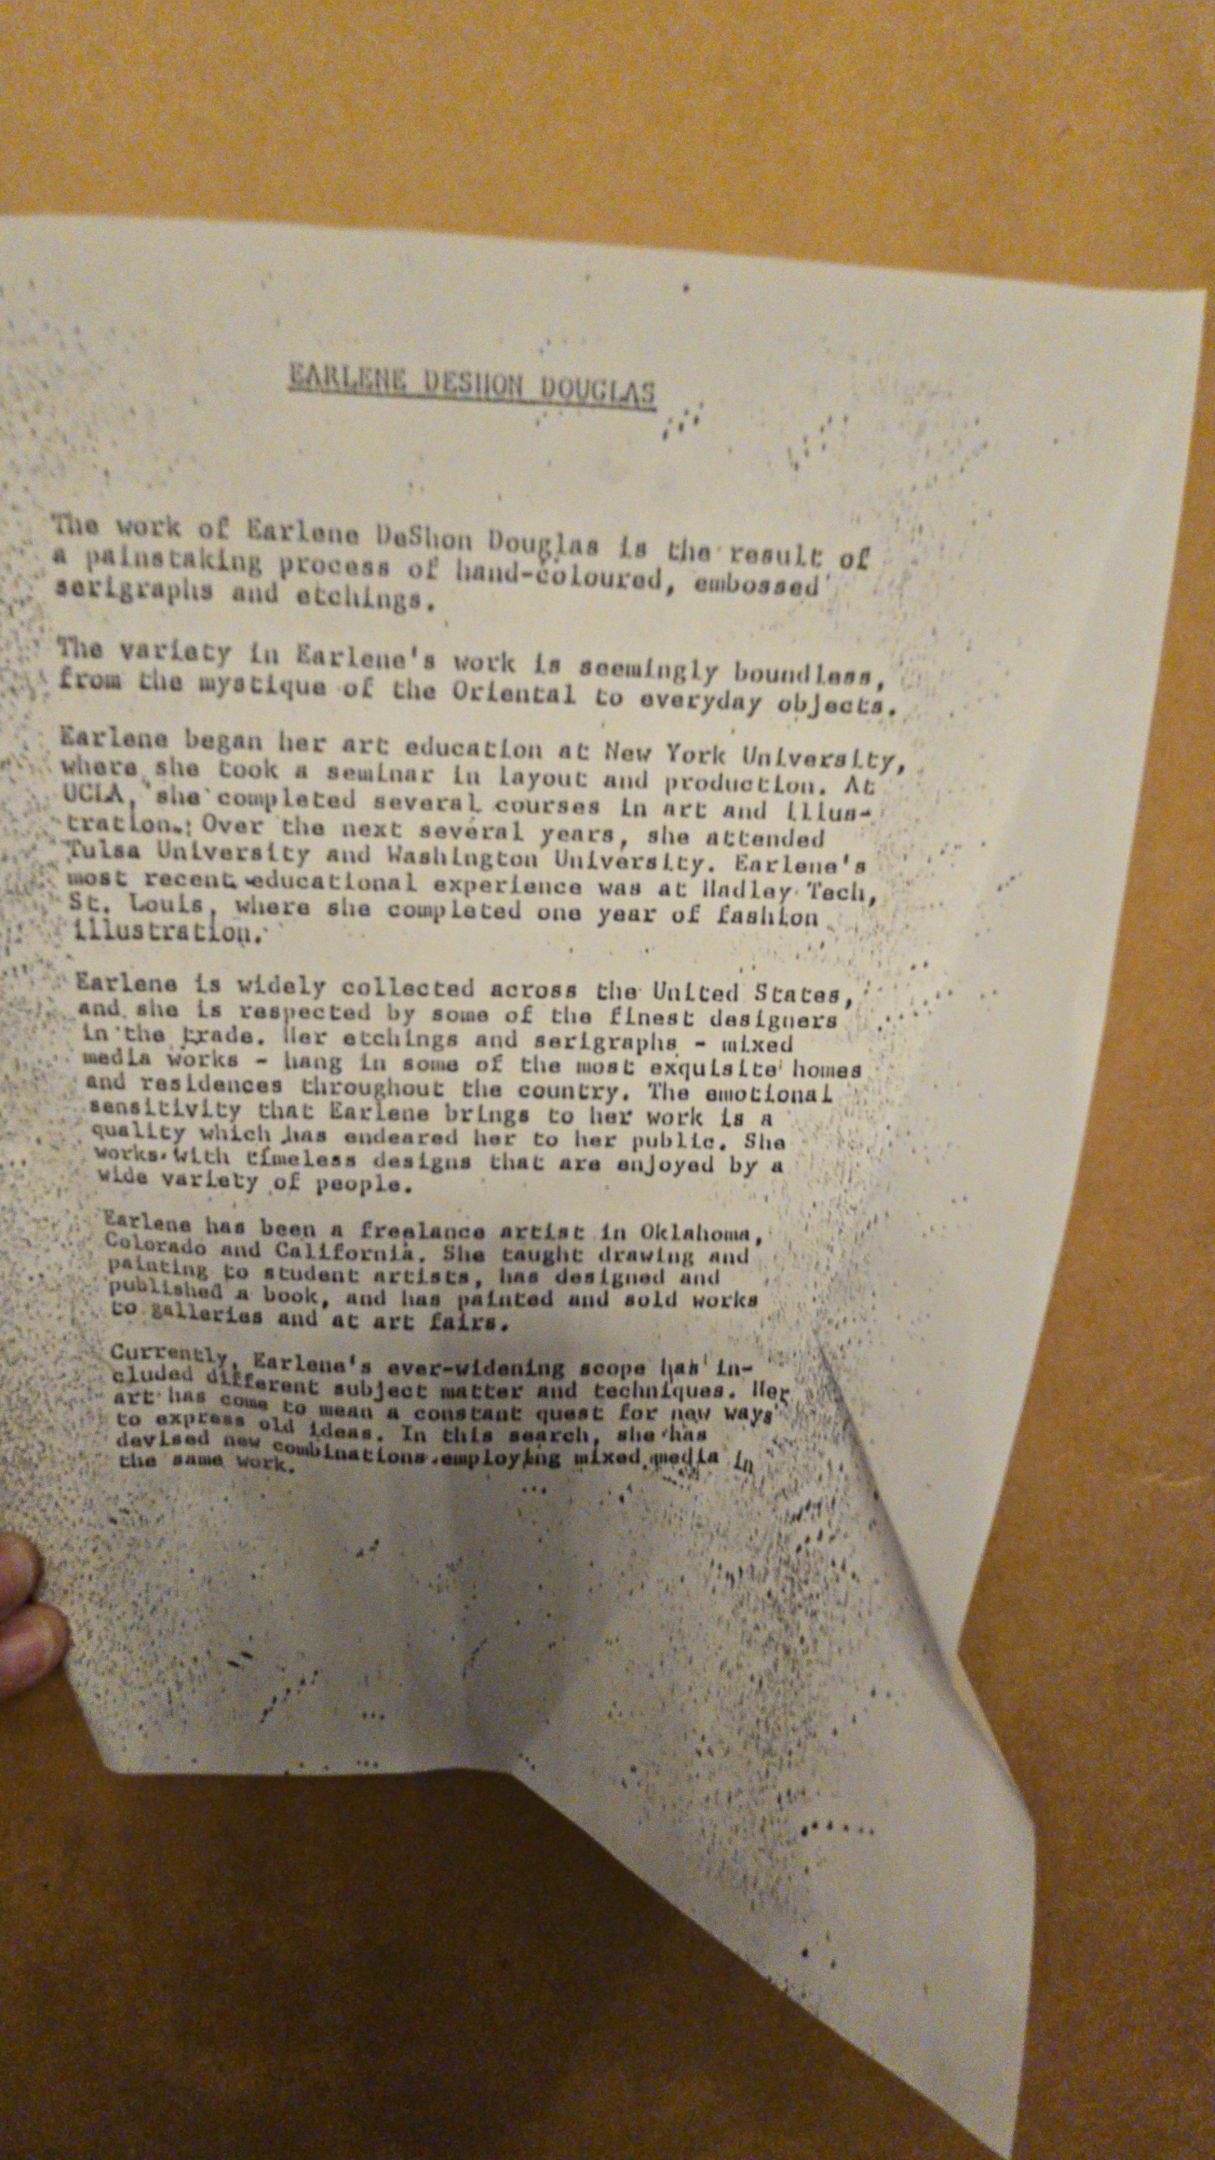 EARLENE DESHON DOUGLAS
The work of Earlene DeShon Douglas is the result of
a painstaking process of hand-coloured, embossed
serigraphs and etchings.
The variety in Earlene's work is seemingly boundless,
from the mystique of the Oriental to everyday objects.
Earlene began her art education at New York University,
where she took a seminar in layout and production. At
UCLA, she completed several courses in art and illus-
tration. Over the next several years, she attended
Tulsa University and Washington University. Earlene's
most recent educational experience was at Hadley Tech,
St. Louis, where she completed one year of fashion
illustration.
Earlene is widely collected across the United States,
and she is respected by some of the finest designers
in the trade. Her etchings and serigraphs - mixed
media works - hang in some of the most exquisite homes
and residences throughout the country. The emotional
sensitivity that Earlene brings to her work is a
quality which has endeared her to her public. She
works with timeless designs that are enjoyed by a
wide variety of people.
Earlene has been a freelance artist in Oklahoma,
Colorado and California. She taught drawing and
painting to student artists, has designed and
published a book, and has painted and sold works
to galleries and at art fairs.
Currently, Earlene's ever-widening scope has in-
cluded different subject matter and techniques. Her
art has come to mean a constant quest for new ways
to express old ideas. In this search, she has
devised new combinations employing mixed media in
the same work.